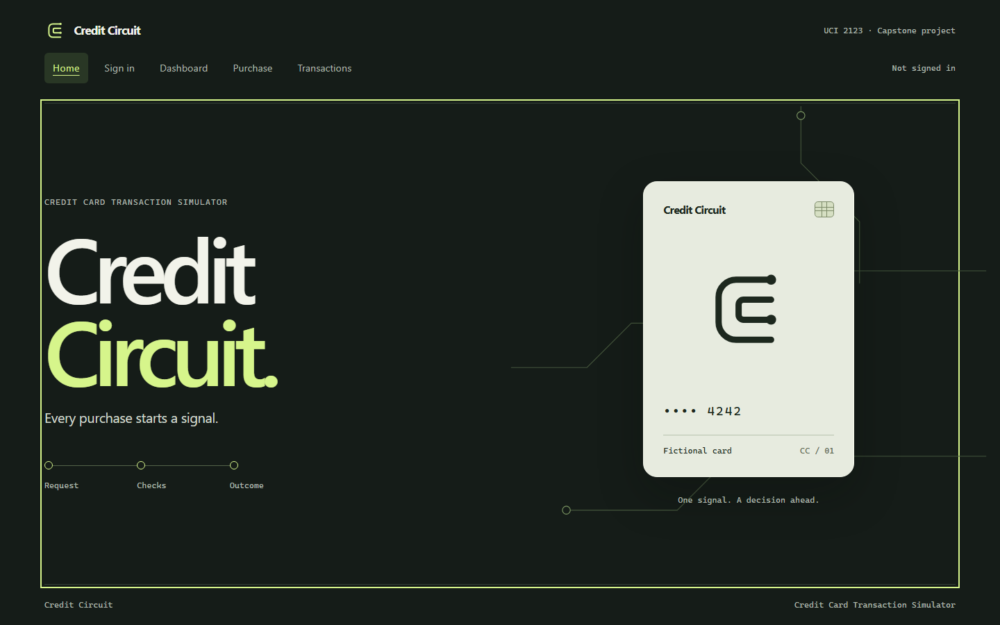 Credit Circuit
UCI 2123 · Capstone project
Home
Sign in
Dashboard
Purchase
Transactions
Not signed in
CREDIT CARD TRANSACTION SIMULATOR
Credit
Circuit.
Every purchase starts a signal.
Request
Checks
Outcome
Credit Circuit
•••• 4242
Fictional card
CC / 01
One signal. A decision ahead.
Credit Circuit
Credit Card Transaction Simulator